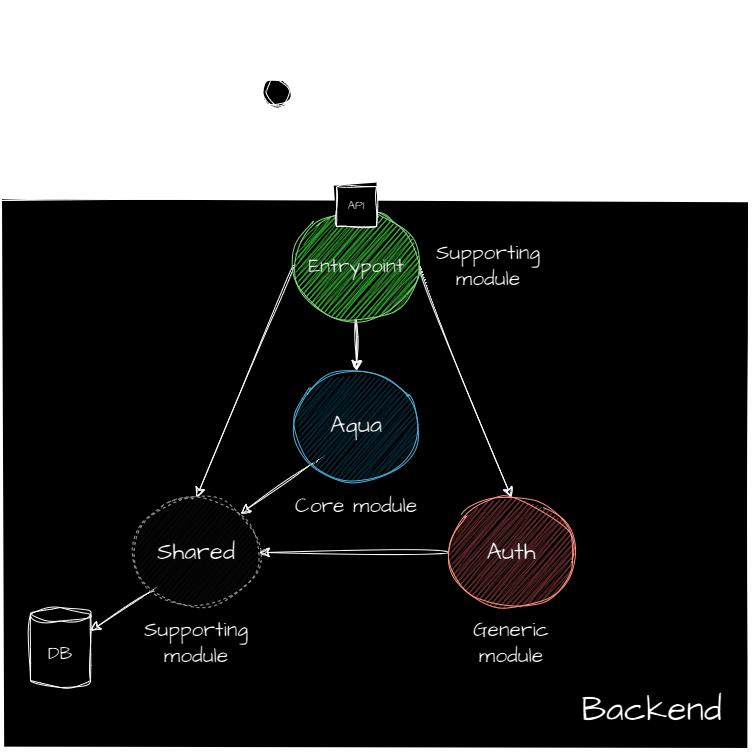 API
Entrypoint
Supporting
module
Aqua
Core module
Shared
Auth
Supporting
module
Generic
module
DB
Backend